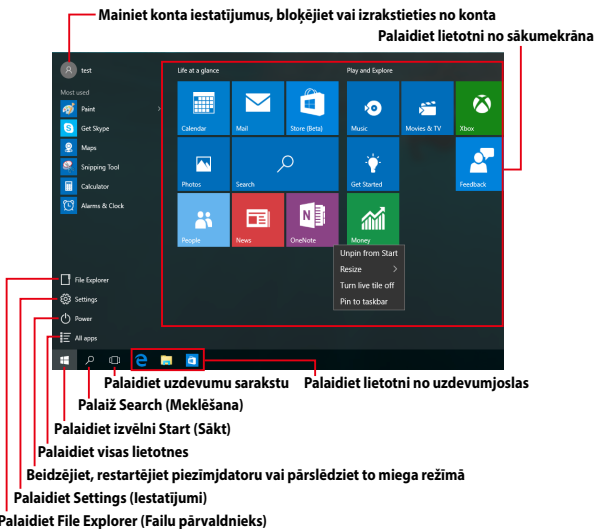 Mainiet konta iestatījumus, bloķējiet vai izrakstieties no konta
Palaidiet lietotni no sākumekrāna
test
Life at a glance
Play and Explore
Most used
Paint
Get Skype
Maps
Snipping Tool
Calculator
Alarms & Clock
Calendar
Mail
Store (Beta)
Music
Movies & TV
Xbox
Photos
Search
Get Started
Feedback
People
News
OneNote
Money
Unpin from Start
Resize
Turn live tile off
Pin to taskbar
File Explorer
Settings
Power
All apps
Palaidiet uzdevumu sarakstu
Palaidiet lietotni no uzdevumjoslas
Palaiž Search (Meklēšana)
Palaidiet izvēlni Start (Sākt)
Palaidiet visas lietotnes
Beidzējiet, restartējiet piezīmjdatoru vai pārslēdziet to miega režīmā
Palaidiet Settings (Iestatījumi)
Palaidiet File Explorer (Failu pārvaldnieks)